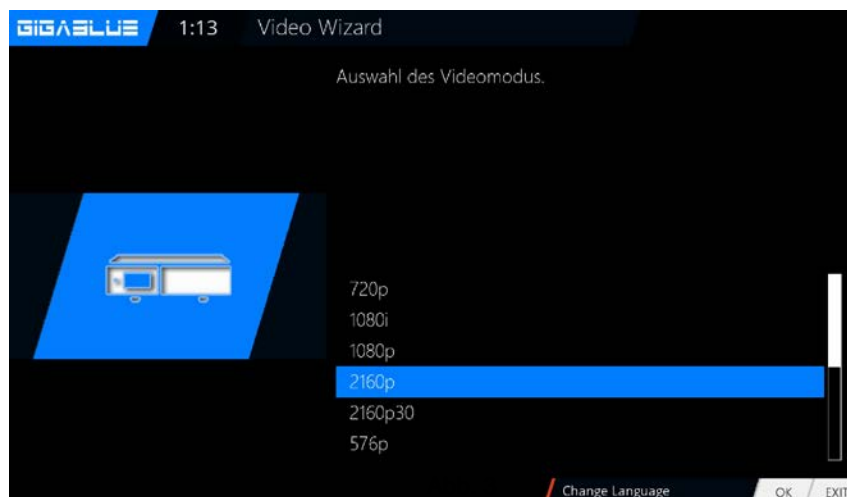 GIGABLUE 1:13 Video Wizard
Auswahl des Videomodus.
720p
1080i
1080p
2160p
2160p30
576p
Change Language OK EXIT